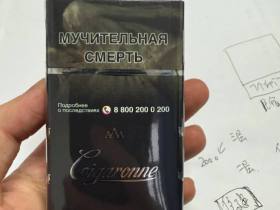 МУЧИТЕЛЬНАЯ
СМЕРТЬ
Подробнее
о последствиях
8 800 200 0 200
Cigaronne